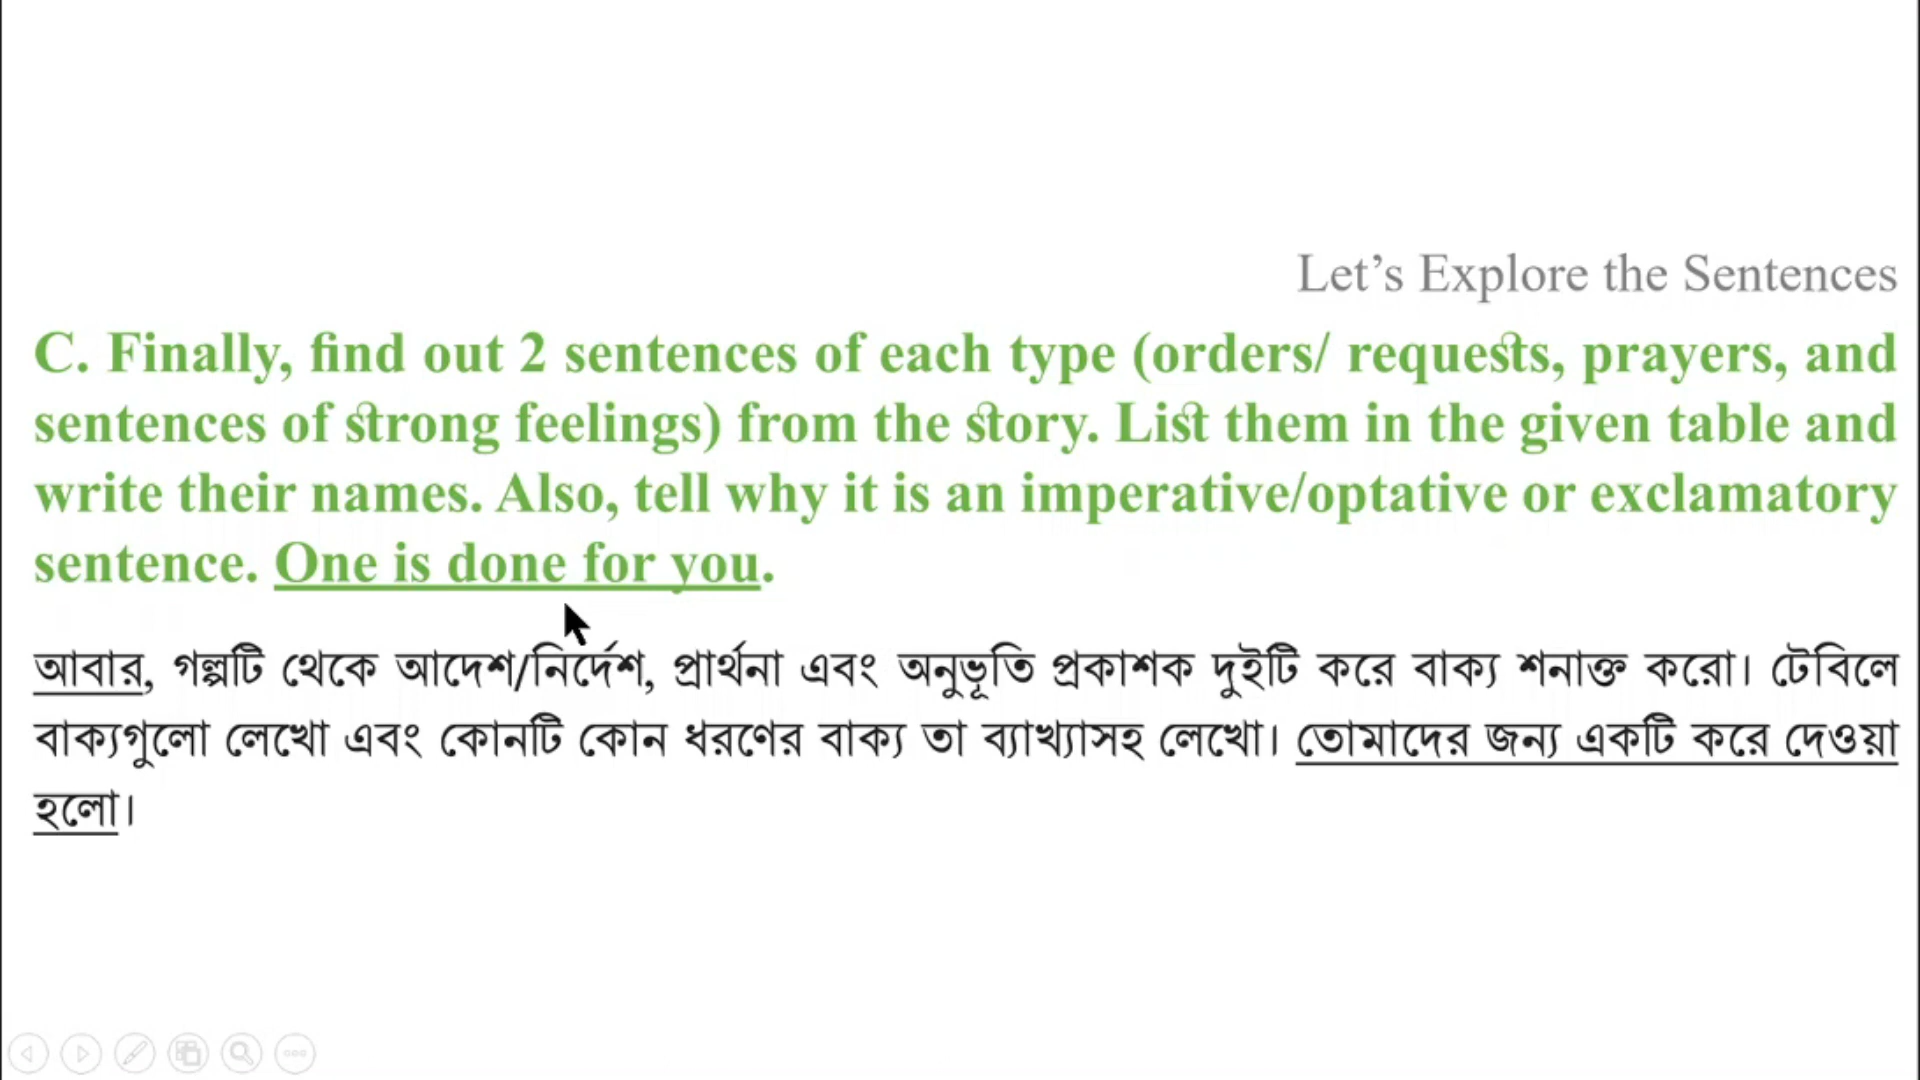 Let’s Explore the Sentences
C. Finally, find out 2 sentences of each type (orders/ requests, prayers, and
sentences of strong feelings) from the story. List them in the given table and
write their names. Also, tell why it is an imperative/optative or exclamatory
sentence. One is done for you.
আবার, গল্পটি থেকে আদেশ/নির্দেশ, প্রার্থনা এবং অনুভূতি প্রকাশক দুইটি করে বাক্য শনাক্ত করো। টেবিলে
বাক্যগুলো লেখো এবং কোনটি কোন ধরণের বাক্য তা ব্যাখ্যাসহ লেখো। তোমাদের জন্য একটি করে দেওয়া
হলো।